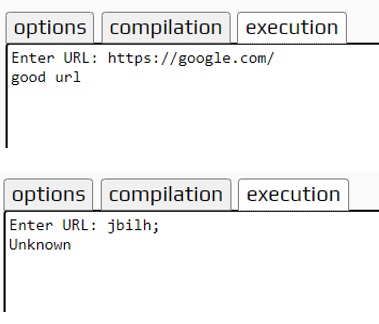 options compilation execution
Enter URL: https://google.com/
good url
options compilation execution
Enter URL: jbilh;
Unknown